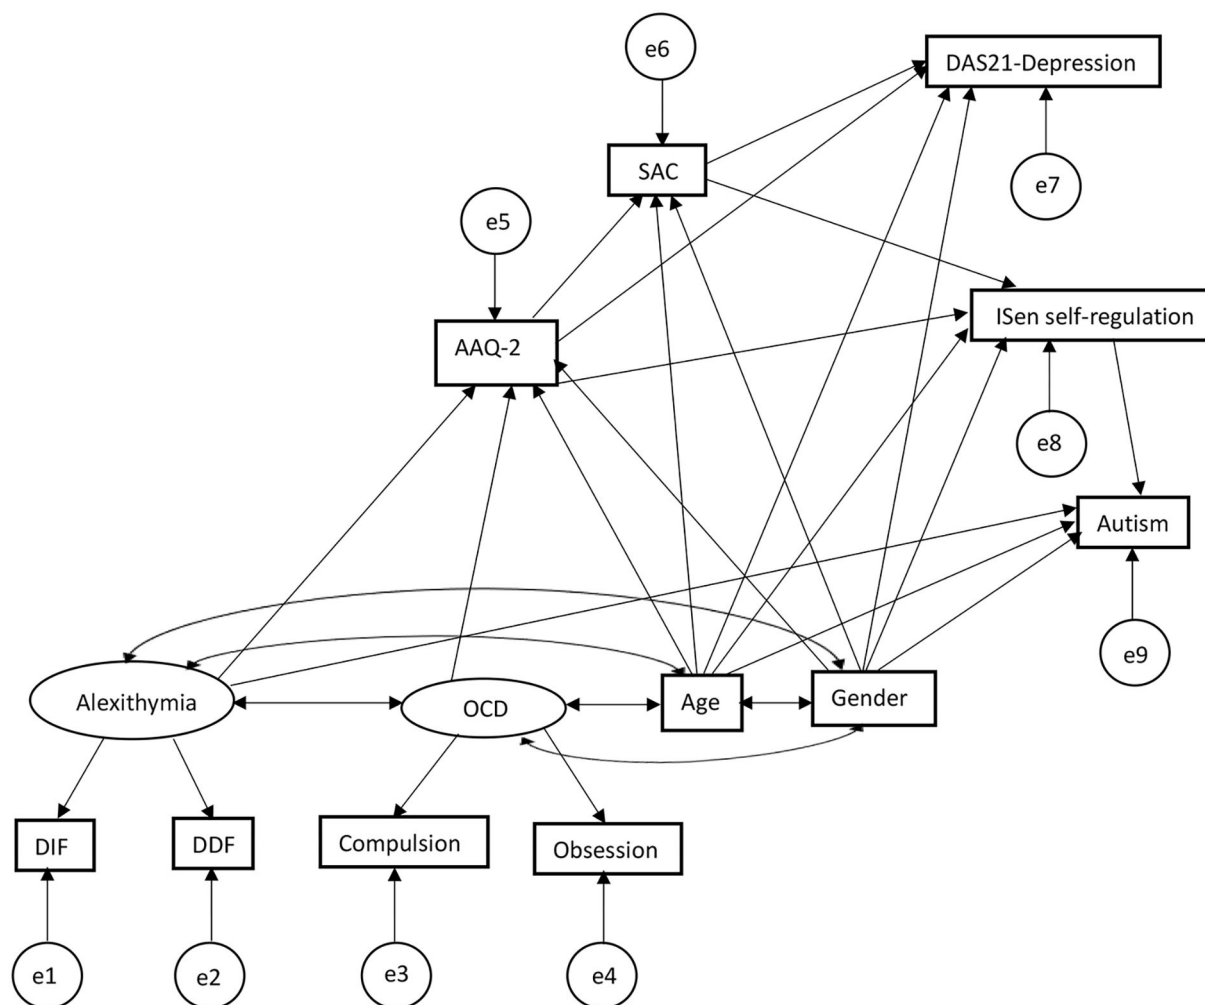 e6
DAS21-Depression
SAC
e7
e5
ISen self-regulation
AAQ-2
e8
Autism
e9
Alexithymia
OCD
Age
Gender
DIF
DDF
Compulsion
Obsession
e1
e2
e3
e4